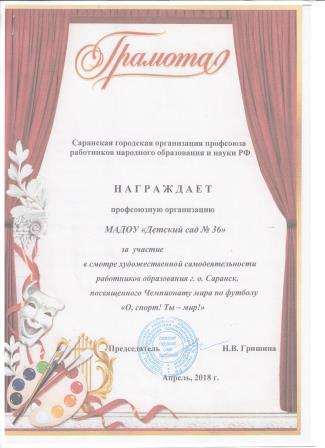 Грамота
Саранская городская организация профсоюза
работников народного образования и науки РФ
НАГРАЖДАЕТ
профсоюзную организацию
МАДОУ «Детский сад № 36»
за участие
в смотре художественной самодеятельности
работников образования г. о. Саранск,
посвященного Чемпионату мира по футболу
«О, спорт! Ты – мир!»
Председатель Н.В. Гришина
Апрель, 2018 г.